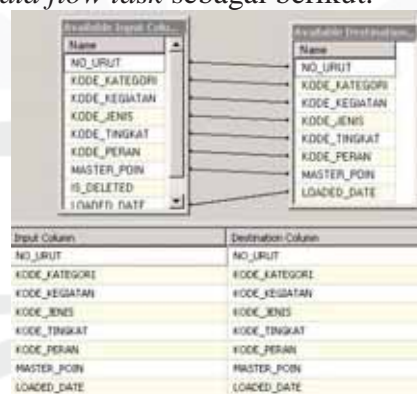 data flow task sebagai berikut:
Available Input Colu...
Available Destination...
Name
NO_URUT
KODE_KATEGORI
KODE_KEGIATAN
KODE_JENIS
KODE_TINGKAT
KODE_PERAN
MASTER_POIN
IS_DELETED
LOADED_DATE
Name
NO_URUT
KODE_KATEGORI
KODE_KEGIATAN
KODE_JENIS
KODE_TINGKAT
KODE_PERAN
MASTER_POIN
LOADED_DATE
Input Column Destination Column
NO_URUT NO_URUT
KODE_KATEGORI KODE_KATEGORI
KODE_KEGIATAN KODE_KEGIATAN
KODE_JENIS KODE_JENIS
KODE_TINGKAT KODE_TINGKAT
KODE_PERAN KODE_PERAN
MASTER_POIN MASTER_POIN
LOADED_DATE LOADED_DATE